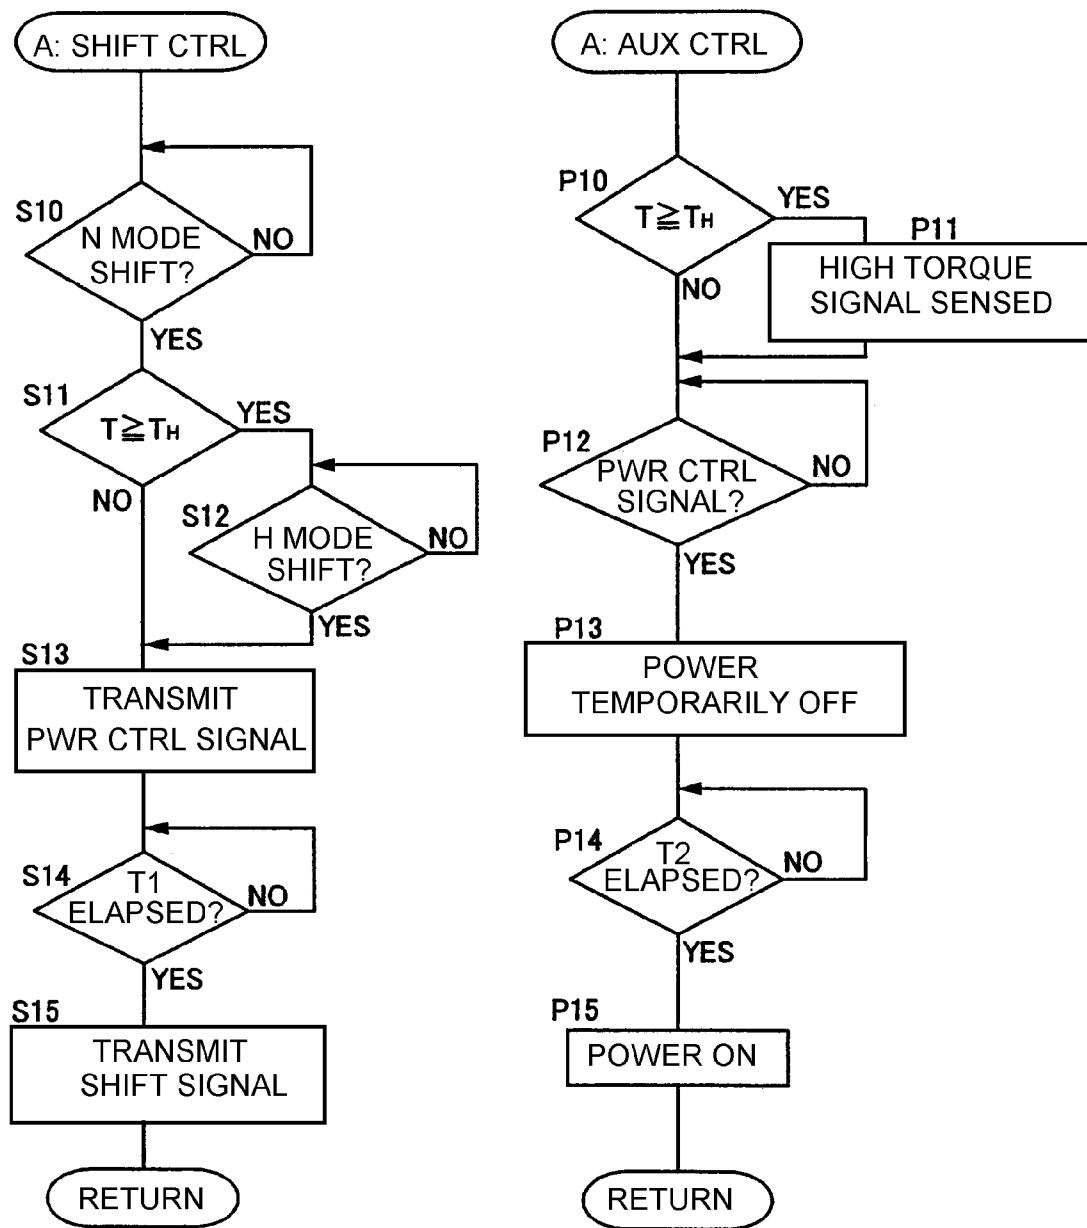 A: SHIFT CTRL
S10
N MODE
SHIFT?
NO
YES
S11
T≧TH
YES
NO
S12
H MODE
SHIFT?
NO
YES
S13
TRANSMIT
PWR CTRL SIGNAL
S14
T1
ELAPSED?
NO
YES
S15
TRANSMIT
SHIFT SIGNAL
RETURN
A: AUX CTRL
P10
T≧TH
YES
NO
P11
HIGH TORQUE
SIGNAL SENSED
P12
PWR CTRL
SIGNAL?
NO
YES
P13
POWER
TEMPORARILY OFF
P14
T2
ELAPSED?
NO
YES
P15
POWER ON
RETURN